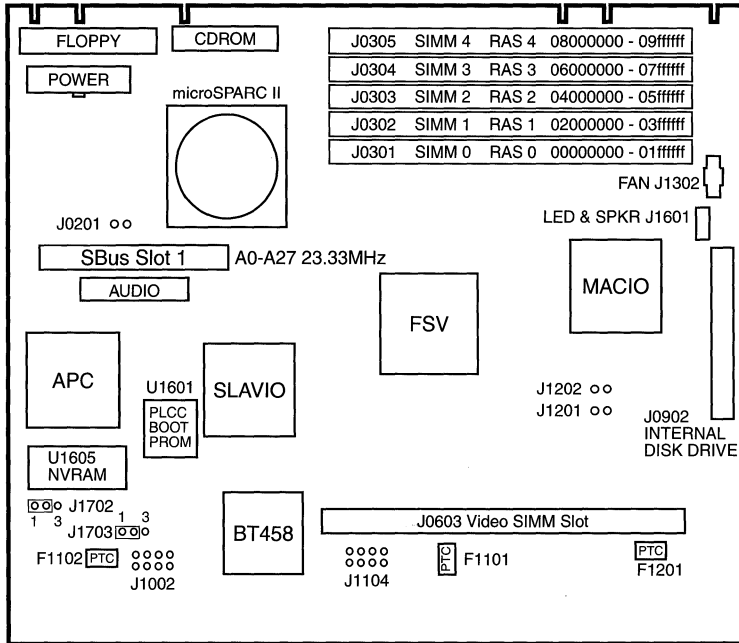 FLOPPY
CDROM
POWER
microSPARC II
J0305 SIMM 4 RAS 4 08000000 - 09ffffff
J0304 SIMM 3 RAS 3 06000000 - 07ffffff
J0303 SIMM 2 RAS 2 04000000 - 05ffffff
J0302 SIMM 1 RAS 1 02000000 - 03ffffff
J0301 SIMM 0 RAS 0 00000000 - 01ffffff
FAN J1302
LED & SPKR J1601
J0201
SBus Slot 1 A0-A27 23.33MHz
AUDIO
MACIO
FSV
APC
U1601
PLCC
BOOT
PROM
SLAVIO
J1202
J1201
J0902
INTERNAL
DISK DRIVE
U1605
NVRAM
J1702
1 3
J1703
1 3
F1102
PTC
J1002
BT458
J0603 Video SIMM Slot
J1104
PTC
F1101
PTC
F1201